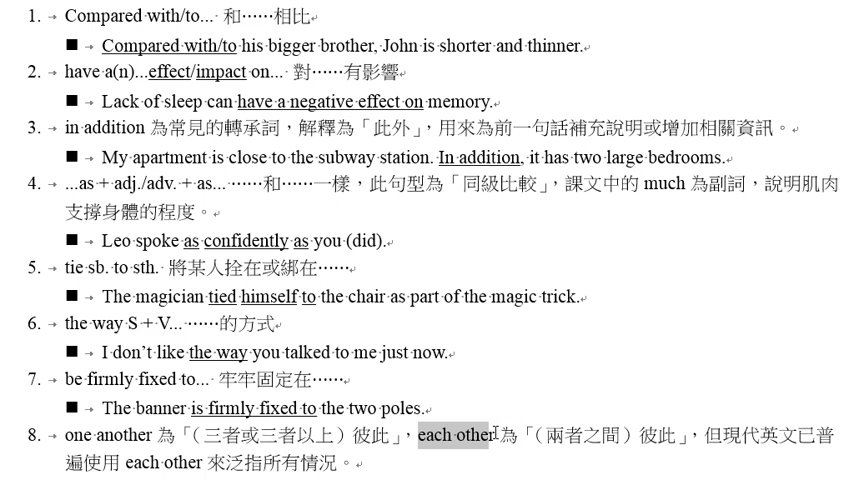 1. Compared with/to... 和……相比
■ Compared with/to his bigger brother, John is shorter and thinner.
2. have a(n)...effect/impact on... 對……有影響
■ Lack of sleep can have a negative effect on memory.
3. in addition 為常見的轉承詞，解釋為「此外」，用來為前一句話補充說明或增加相關資訊。
■ My apartment is close to the subway station. In addition, it has two large bedrooms.
4. ...as + adj./adv. + as... ……和……一樣，此句型為「同級比較」，課文中的 much 為副詞，說明肌肉
支撐身體的程度。
■ Leo spoke as confidently as you (did).
5. tie sb. to sth. 將某人拴在或綁在……
■ The magician tied himself to the chair as part of the magic trick.
6. the way S + V... ……的方式
■ I don’t like the way you talked to me just now.
7. be firmly fixed to... 牢牢固定在……
■ The banner is firmly fixed to the two poles.
8. one another 為「（三者或三者以上）彼此」，each other 為「（兩者之間）彼此」，但現代英文已普
遍使用 each other 來泛指所有情況。